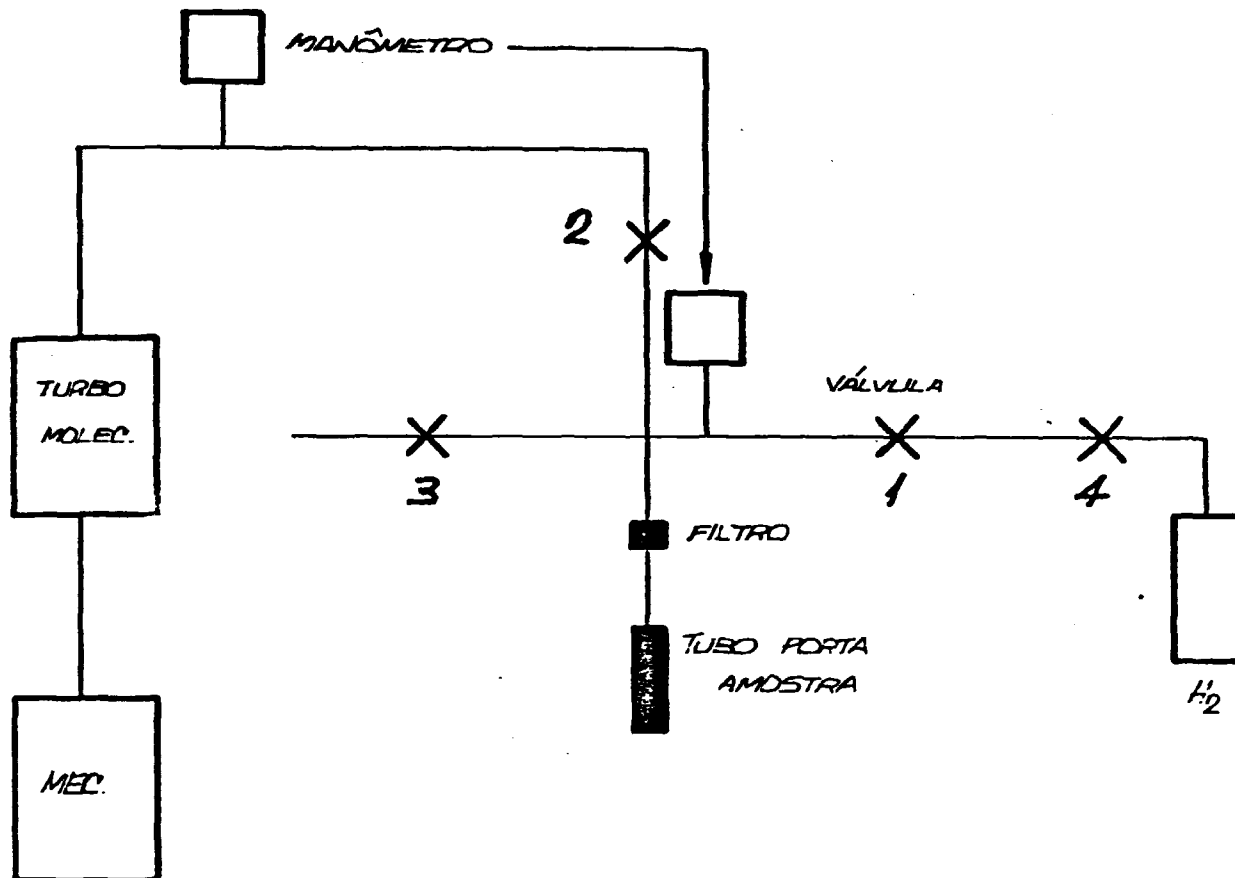 MANÔMETRO
2
TURBO
MOLEC.
VÁLVULA
3
1
4
FILTRO
TUBO PORTA
AMOSTRA
H2
MEC.